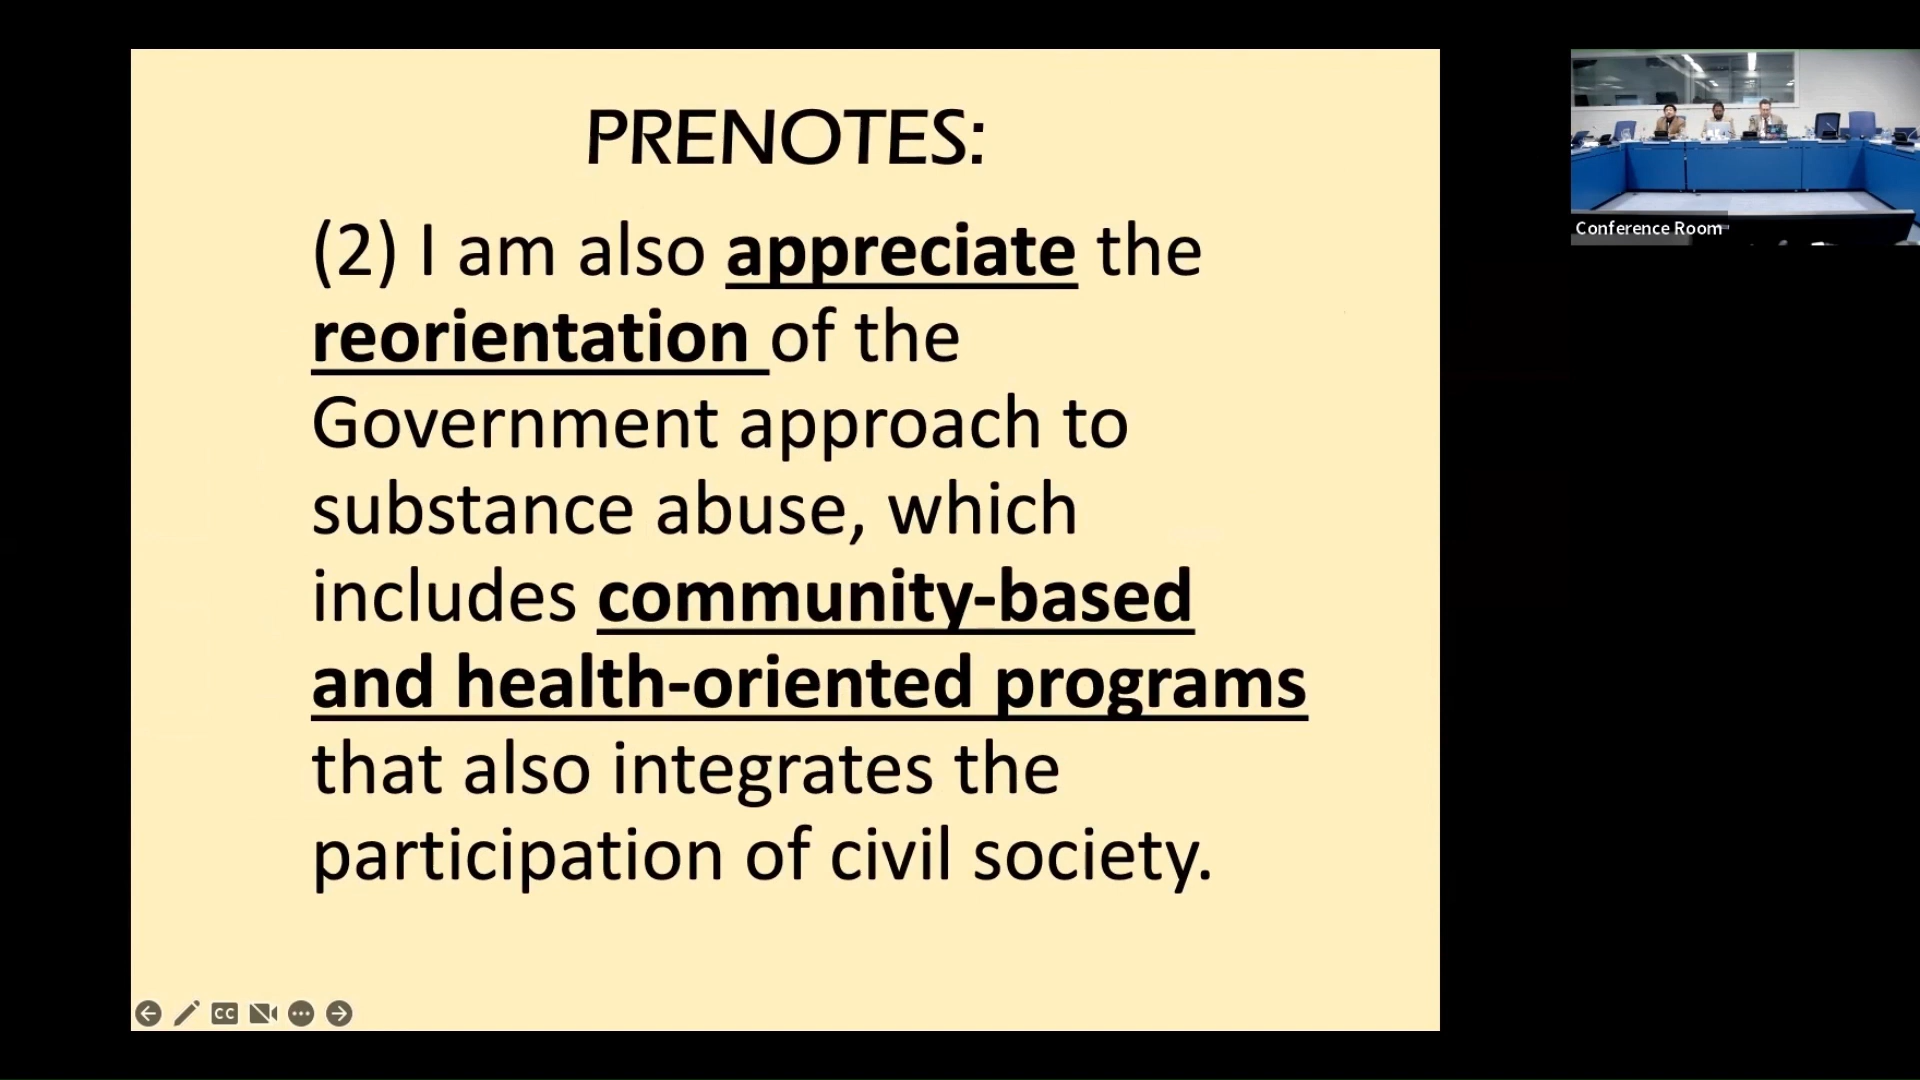 PRENOTES:
(2) I am also appreciate the
reorientation of the
Government approach to
substance abuse, which
includes community-based
and health-oriented programs
that also integrates the
participation of civil society.
CC
Conference Room